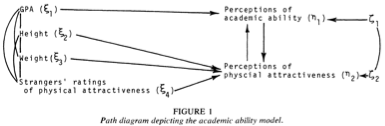 GPA (ξ₁)
Perceptions of
academic ability (η₁)
ζ₁
Height (ξ₂)
Weight(ξ₃)
Perceptions of
physcial attractiveness (η₂)
ζ₂
Strangers' ratings
of physical attractiveness (ξ₄)
FIGURE 1
Path diagram depicting the academic ability model.